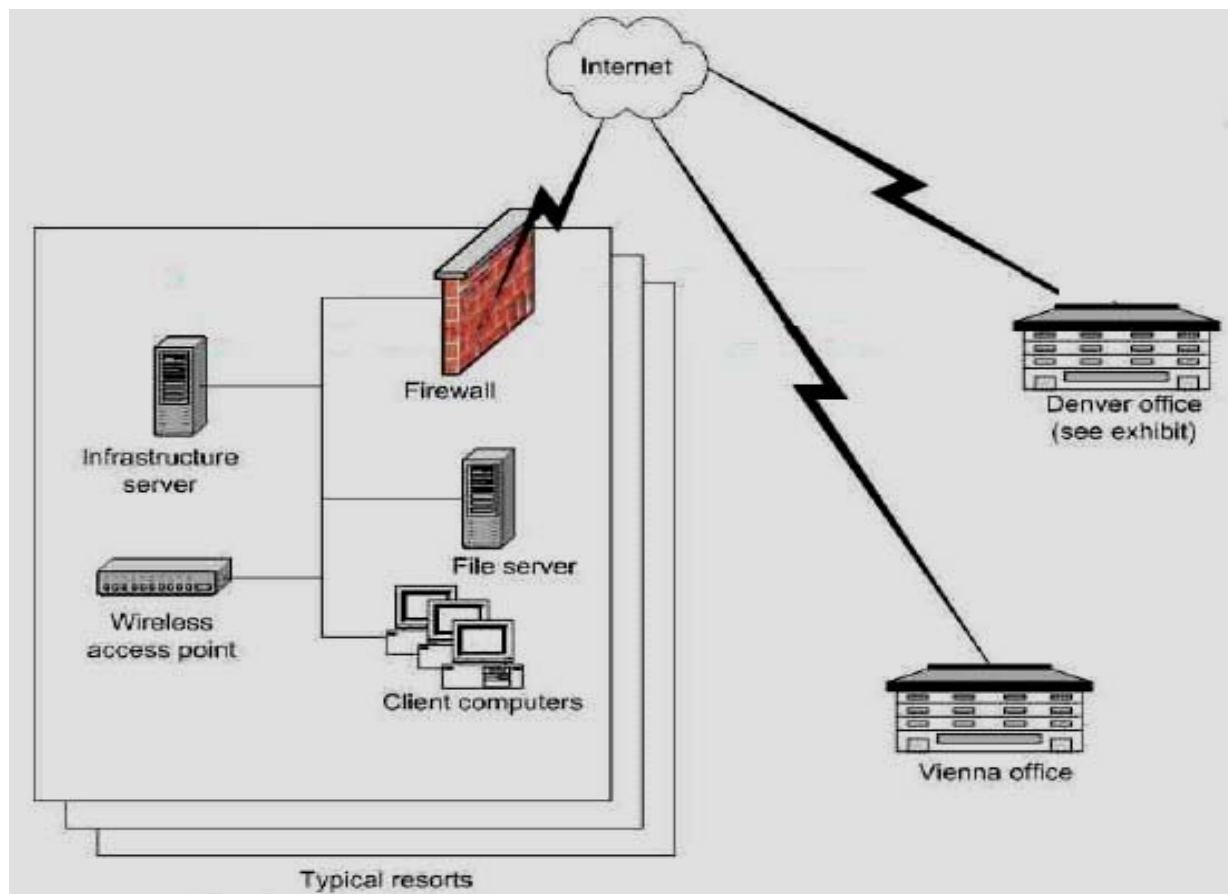 Internet
Firewall
Infrastructure
server
File server
Wireless
access point
Client computers
Denver office
(see exhibit)
Vienna office
Typical resorts